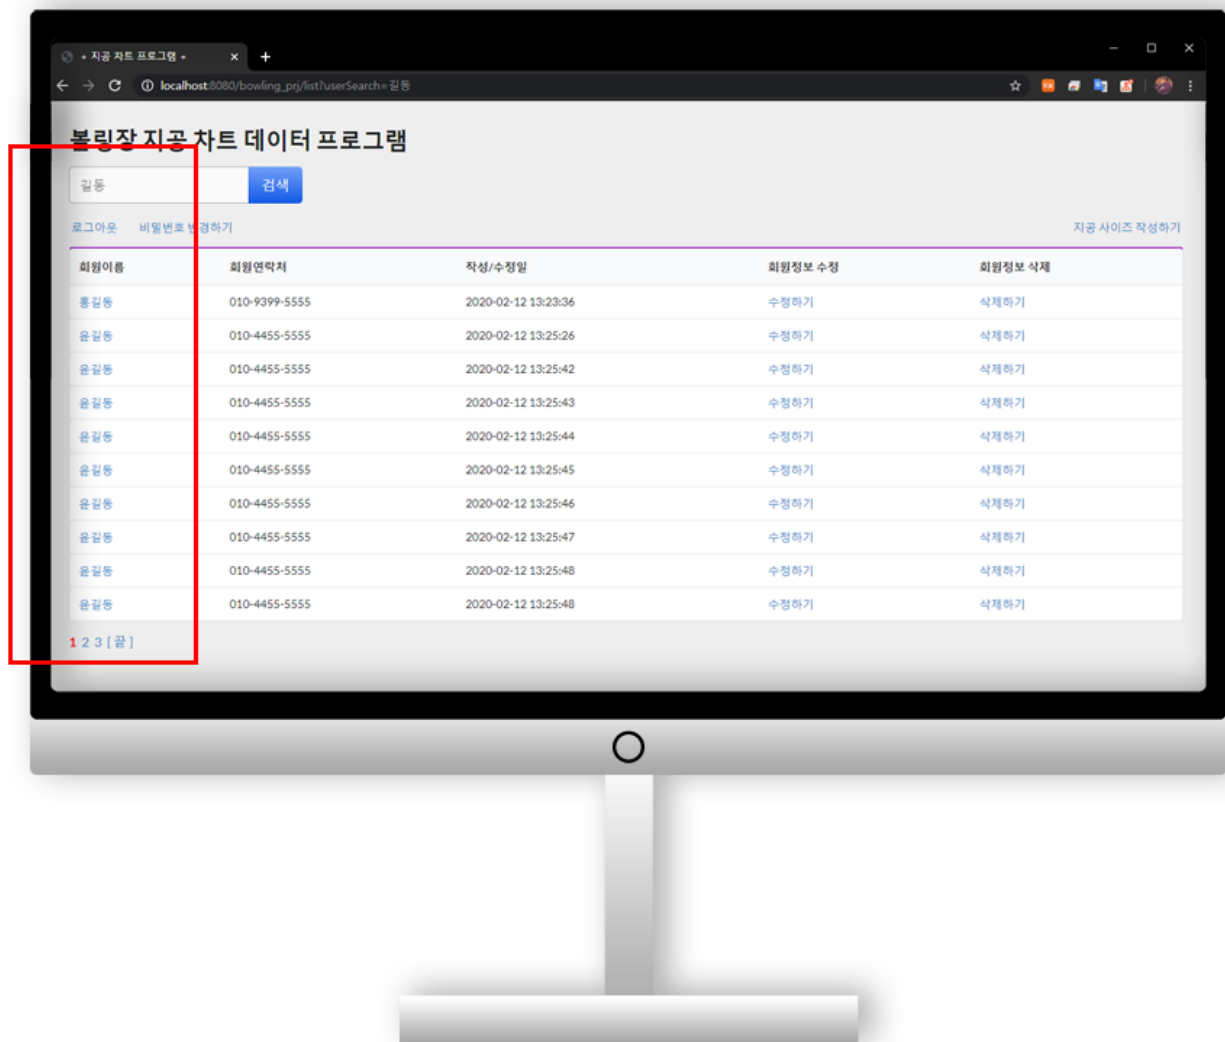 + 지공 차트 프로그램 +
localhost:8080/bowling_prj/list?userSearch=길동
볼링장 지공 차트 데이터 프로그램
길동 검색
로그아웃 비밀번호 변경하기 지공 사이즈 작성하기
회원이름 회원연락처 작성/수정일 회원정보 수정 회원정보 삭제
홍길동 010-9399-5555 2020-02-12 13:23:36 수정하기 삭제하기
윤길동 010-4455-5555 2020-02-12 13:25:26 수정하기 삭제하기
윤길동 010-4455-5555 2020-02-12 13:25:42 수정하기 삭제하기
윤길동 010-4455-5555 2020-02-12 13:25:43 수정하기 삭제하기
윤길동 010-4455-5555 2020-02-12 13:25:44 수정하기 삭제하기
윤길동 010-4455-5555 2020-02-12 13:25:45 수정하기 삭제하기
윤길동 010-4455-5555 2020-02-12 13:25:46 수정하기 삭제하기
윤길동 010-4455-5555 2020-02-12 13:25:47 수정하기 삭제하기
윤길동 010-4455-5555 2020-02-12 13:25:48 수정하기 삭제하기
윤길동 010-4455-5555 2020-02-12 13:25:48 수정하기 삭제하기
1 2 3 [ 끝 ]